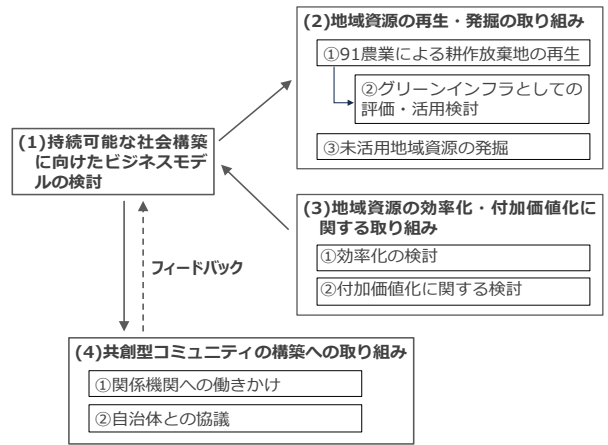 (2)地域資源の再生・発掘の取り組み
①91農業による耕作放棄地の再生
②グリーンインフラとしての
評価・活用検討
③未活用地域資源の発掘
(1)持続可能な社会構築
に向けたビジネスモデ
ルの検討
(3)地域資源の効率化・付加価値化に
関する取り組み
①効率化の検討
②付加価値化に関する検討
フィードバック
(4)共創型コミュニティの構築への取り組み
①関係機関への働きかけ
②自治体との協議